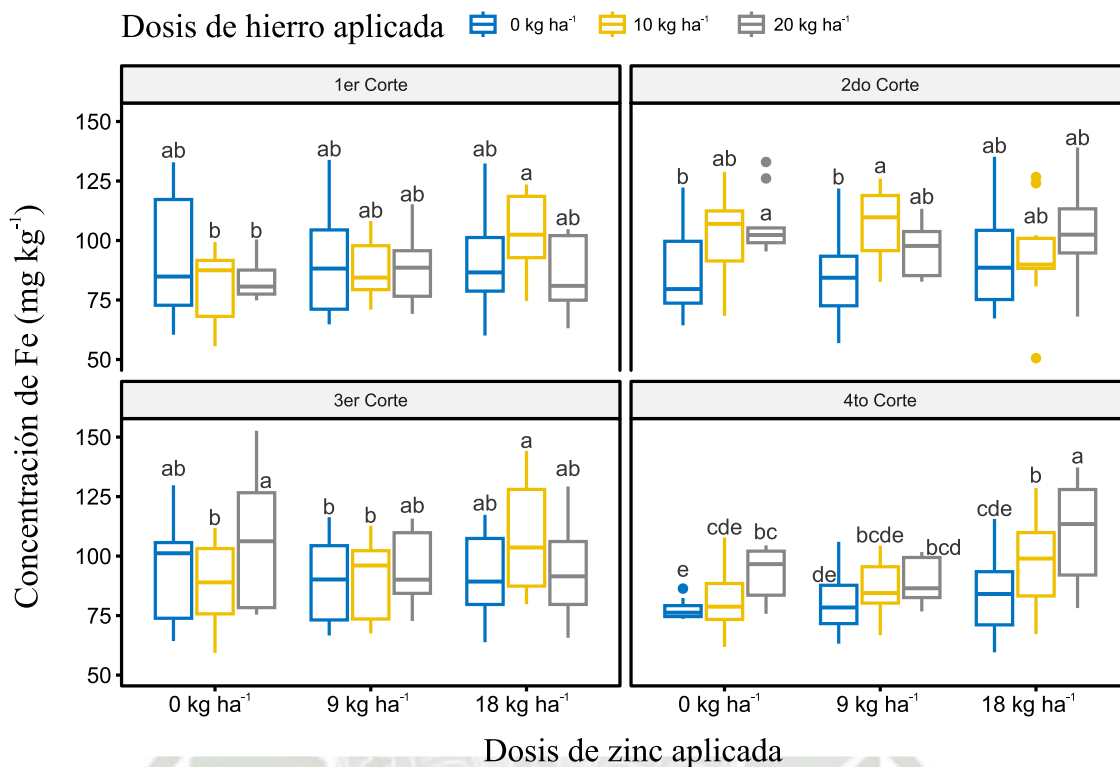 Dosis de hierro aplicada 0 kg ha⁻¹ 10 kg ha⁻¹ 20 kg ha⁻¹
1er Corte 2do Corte
150
125
100
75
50
ab b b ab ab ab ab a ab
b ab a b a ab ab ab ab
3er Corte 4to Corte
150
125
100
75
50
ab b a b b ab ab a ab
e cde bc de bcde bcd cde b a
0 kg ha⁻¹ 9 kg ha⁻¹ 18 kg ha⁻¹ 0 kg ha⁻¹ 9 kg ha⁻¹ 18 kg ha⁻¹
Concentración de Fe (mg kg⁻¹)
Dosis de zinc aplicada